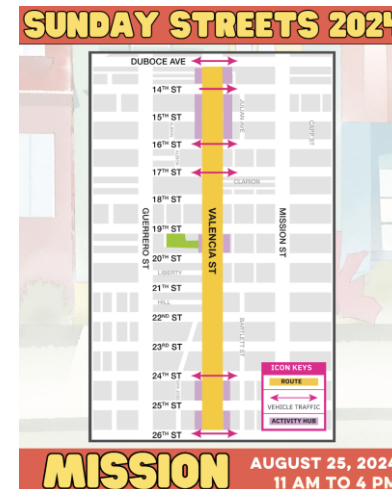 SUNDAY STREETS 2024
DUBOCE AVE
14TH ST
JULIAN AVE
15TH ST
CAPP ST
16TH ST
17TH ST
CLARION
18TH ST
GUERRERO ST
VALENCIA ST
MISSION ST
19TH ST
20TH ST
LIBERTY
21ST ST
HILL
22ND ST
BARTLETT ST
23RD ST
24TH ST
25TH ST
26TH ST
ICON KEYS
ROUTE
VEHICLE TRAFFIC
ACTIVITY HUB
MISSION
AUGUST 25, 2024
11 AM TO 4 PM